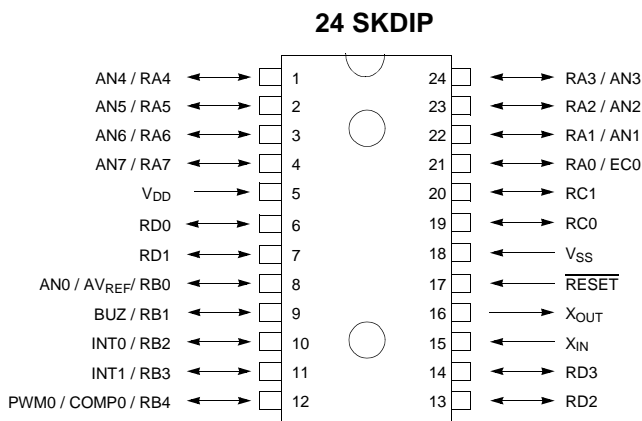 24 SKDIP
AN4 / RA4 1 24 RA3 / AN3
AN5 / RA5 2 23 RA2 / AN2
AN6 / RA6 3 22 RA1 / AN1
AN7 / RA7 4 21 RA0 / EC0
VDD 5 20 RC1
RD0 6 19 RC0
RD1 7 18 VSS
AN0 / AVREF/ RB0 8 17 RESET
BUZ / RB1 9 16 XOUT
INT0 / RB2 10 15 XIN
INT1 / RB3 11 14 RD3
PWM0 / COMP0 / RB4 12 13 RD2